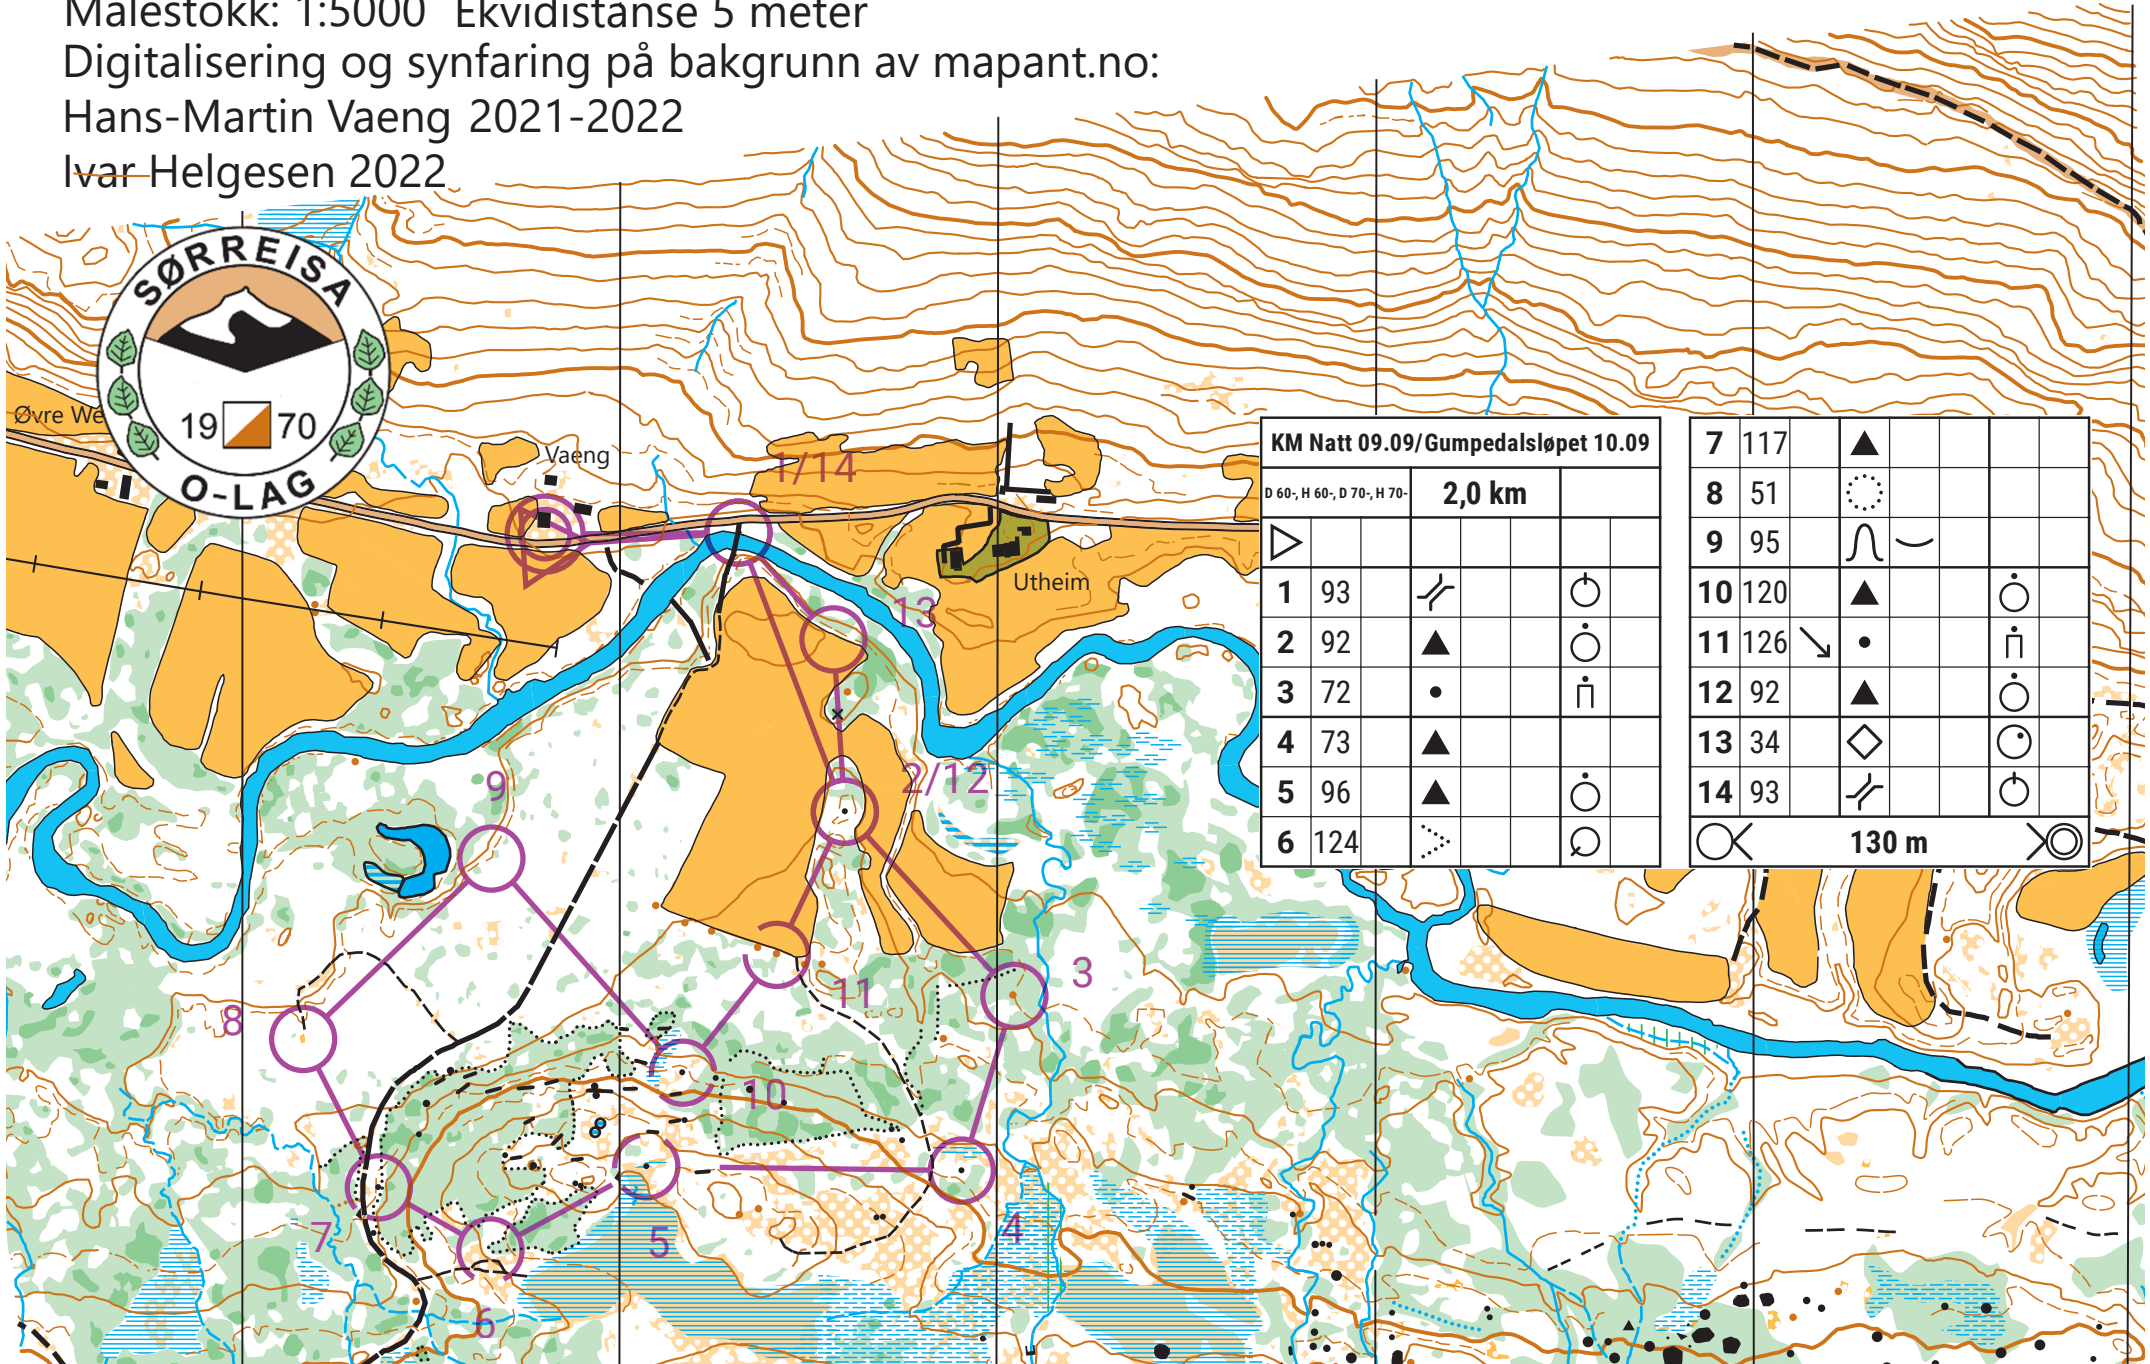 Målestokk: 1:5000 Ekvidistanse 5 meter
Digitalisering og synfaring på bakgrunn av mapant.no:
Hans-Martin Vaeng 2021-2022
Ivar Helgesen 2022
SØRREISA
19 70
O-LAG
Øvre We
Vaeng
Utheim
1/14
13
2/12
9
3
8
11
10
7
5
4
6
KM Natt 09.09/Gumpedalsløpet 10.09
D 60-, H 60-, D 70-, H 70- 2,0 km
1 93
2 92
3 72
4 73
5 96
6 124
7 117
8 51
9 95
10 120
11 126
12 92
13 34
14 93
130 m